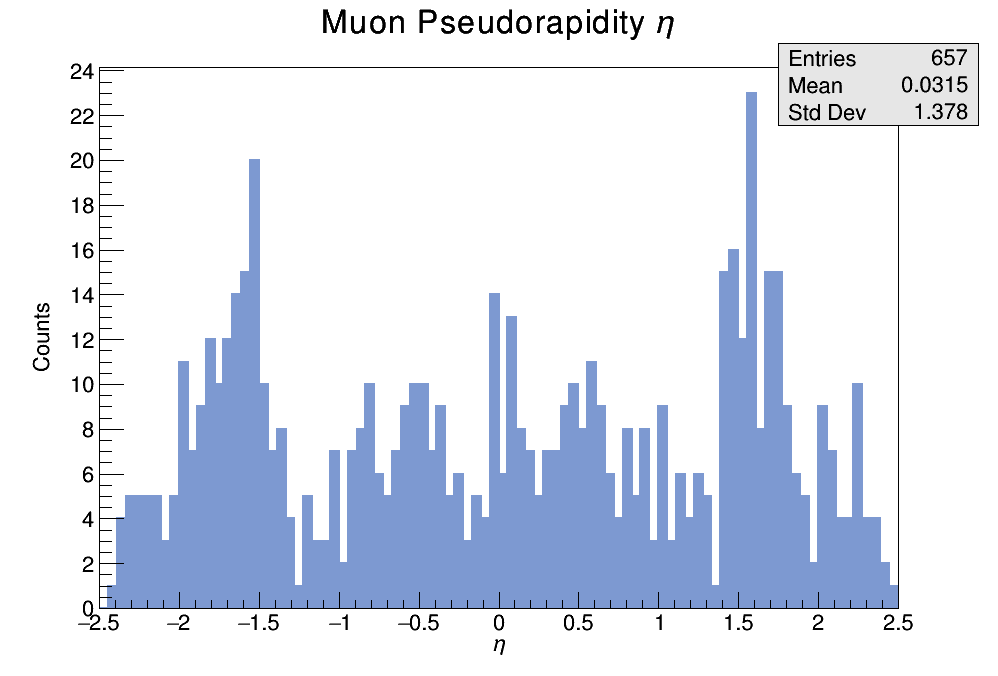 Muon Pseudorapidity η
Entries 657
Mean 0.0315
Std Dev 1.378
24
22
20
18
16
14
12
10
8
6
4
2
0
Counts
−2.5 −2 −1.5 −1 −0.5 0 0.5 1 1.5 2 2.5
η